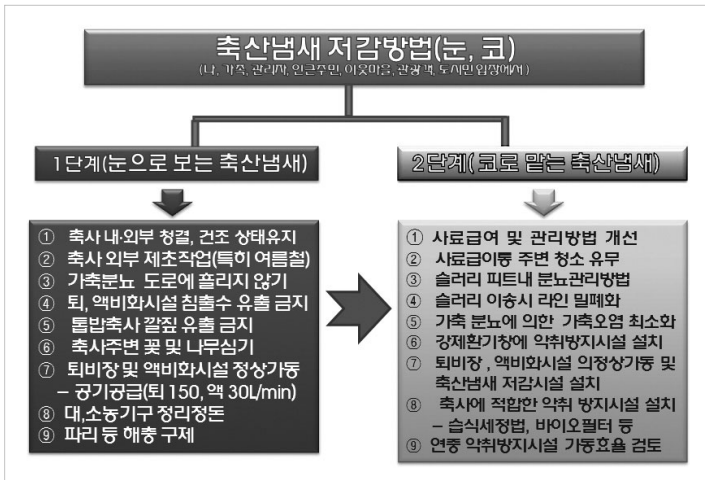 축산냄새 저감방법(눈, 코)
(나, 가족, 관리자, 인근주민, 이웃마을, 관광객, 도시민 입장에서)
1단계(눈으로 보는 축산냄새)
① 축사 내·외부 청결, 건조 상태유지
② 축사 외부 제초작업(특히 여름철)
③ 가축분뇨 도로에 흘리지 않기
④ 퇴, 액비화시설 침출수 유출 금지
⑤ 톱밥축사 깔짚 유출 금지
⑥ 축사주변 꽃 및 나무심기
⑦ 퇴비장 및 액비화시설 정상가동
– 공기공급(퇴 150, 액 30L/min)
⑧ 대,소농기구 정리정돈
⑨ 파리 등 해충 구제
2단계( 코로 맡는 축산냄새)
① 사료급여 및 관리방법 개선
② 사료급이통 주변 청소 유무
③ 슬러리 피트내 분뇨관리방법
④ 슬러리 이송시 라인 밀폐화
⑤ 가축 분뇨에 의한 가축오염 최소화
⑥ 강제환기창에 악취방지시설 설치
⑦ 퇴비장 , 액비화시설 의정상가동 및
축산냄새 저감시설 설치
⑧ 축사에 적합한 악취 방지시설 설치
– 습식세정법, 바이오필터 등
⑨ 연중 악취방지시설 가동효율 검토